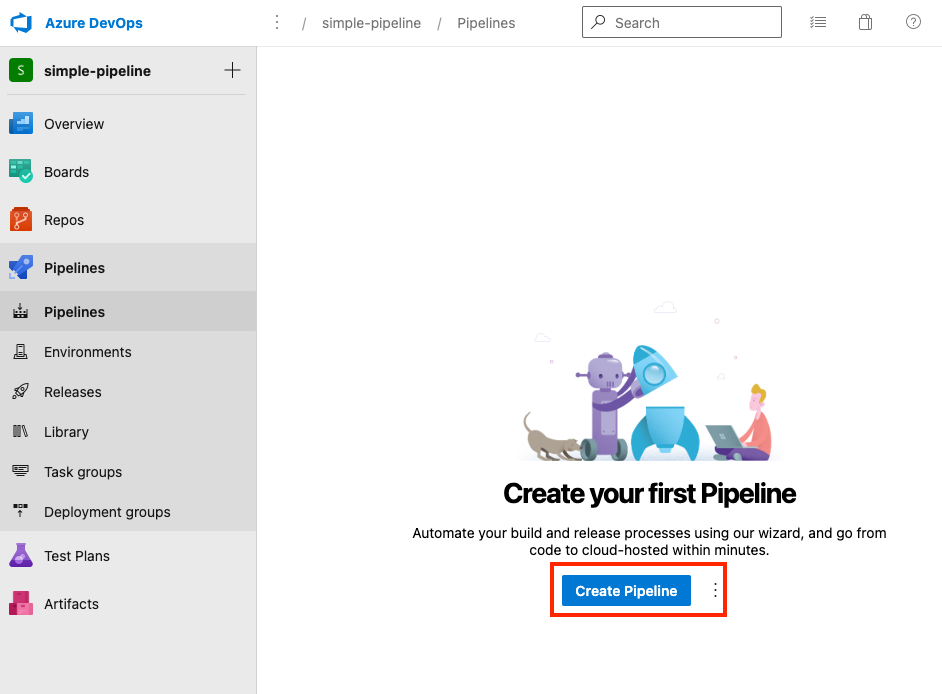 Azure DevOps
/ simple-pipeline / Pipelines
Search
S simple-pipeline
Overview
Boards
Repos
Pipelines
Pipelines
Environments
Releases
Library
Task groups
Deployment groups
Test Plans
Artifacts
Create your first Pipeline
Automate your build and release processes using our wizard, and go from
code to cloud-hosted within minutes.
Create Pipeline